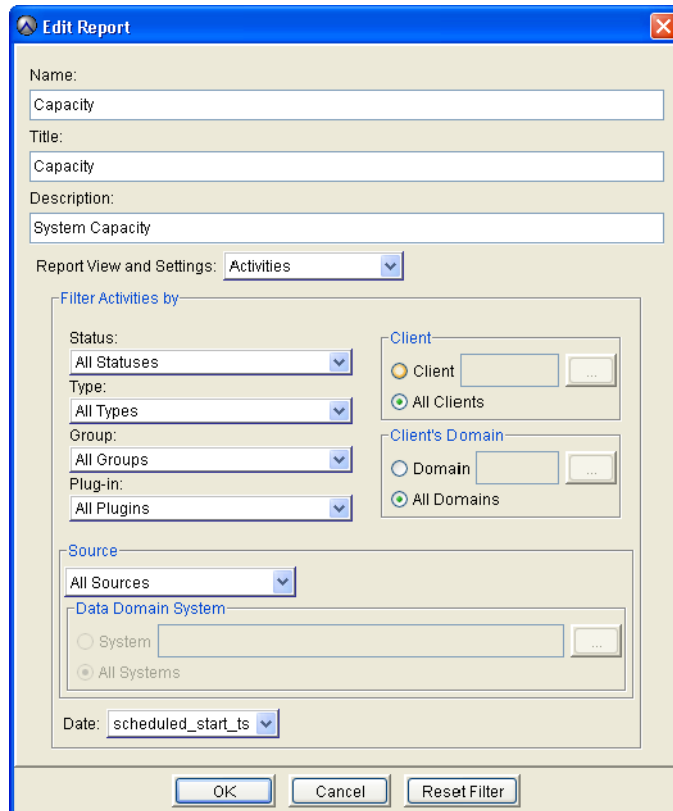 Edit Report
Name:
Capacity
Title:
Capacity
Description:
System Capacity
Report View and Settings: Activities
Filter Activities by
Status:
All Statuses
Type:
All Types
Group:
All Groups
Plug-in:
All Plugins
Client
Client ...
All Clients
Client's Domain
Domain ...
All Domains
Source
All Sources
Data Domain System
System ...
All Systems
Date: scheduled_start_ts
OK Cancel Reset Filter